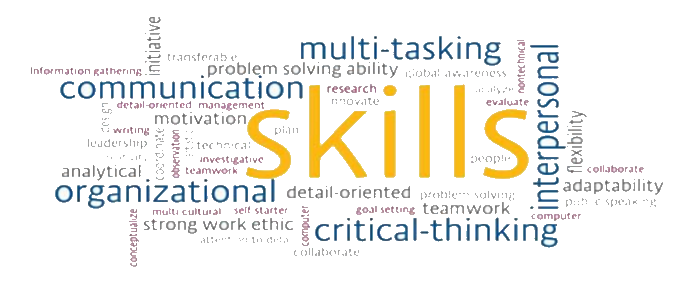 initiative
multi-tasking
transferable
problem solving ability
global awareness
nontechnical
interpersonal
Information gathering
communication
research
analyze
skills
detail-oriented
management
innovate
evaluate
design
motivation
writing
plan
flexibility
coordinate
observation
leadership
technical
investigative
people
analytical
teamwork
collaborate
organizational
detail-oriented
problem solving
adaptability
public speaking
multi cultural
self starter
goal setting
teamwork
computer
conceptualize
strong work ethic
computer
critical-thinking
attention to detail
collaborate